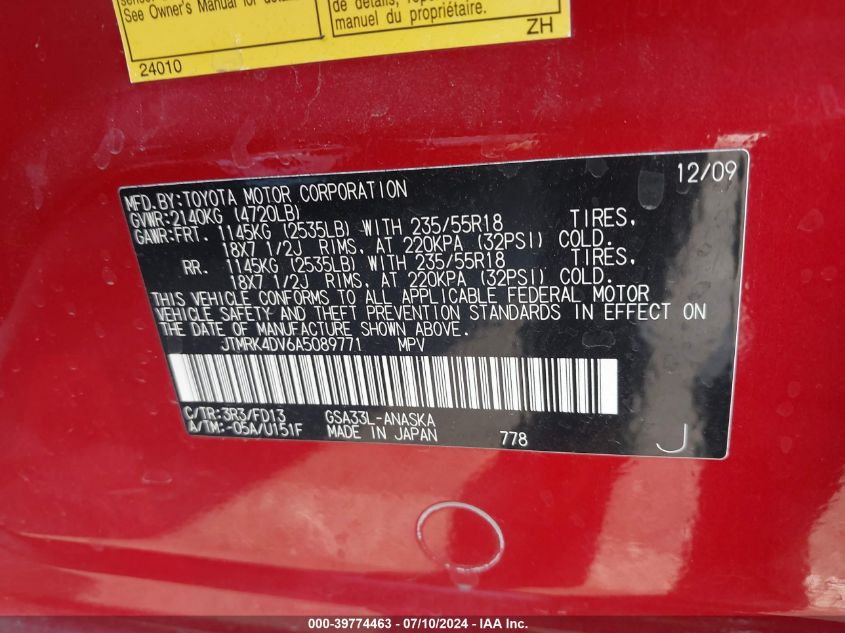 See Owner's Manual for
de détails,
manuel du propriétaire.
24010
ZH
12/09
MFD.BY:TOYOTA MOTOR CORPORATION
GVWR:2140KG (4720LB)
GAWR:FRT. 1145KG (2535LB) WITH 235/55R18 TIRES,
18X7 1/2J RIMS, AT 220KPA (32PSI) COLD.
RR. 1145KG (2535LB) WITH 235/55R18 TIRES,
18X7 1/2J RIMS, AT 220KPA (32PSI) COLD.
THIS VEHICLE CONFORMS TO ALL APPLICABLE FEDERAL MOTOR
VEHICLE SAFETY AND THEFT PREVENTION STANDARDS IN EFFECT ON
THE DATE OF MANUFACTURE SHOWN ABOVE.
JTMRK4DV6A5089771 MPV
C/TR:3R3/FD13 GSA33L-ANASKA
A/TM:-05A/U151F MADE IN JAPAN 778 J
000-39774463 - 07/10/2024 - IAA Inc.